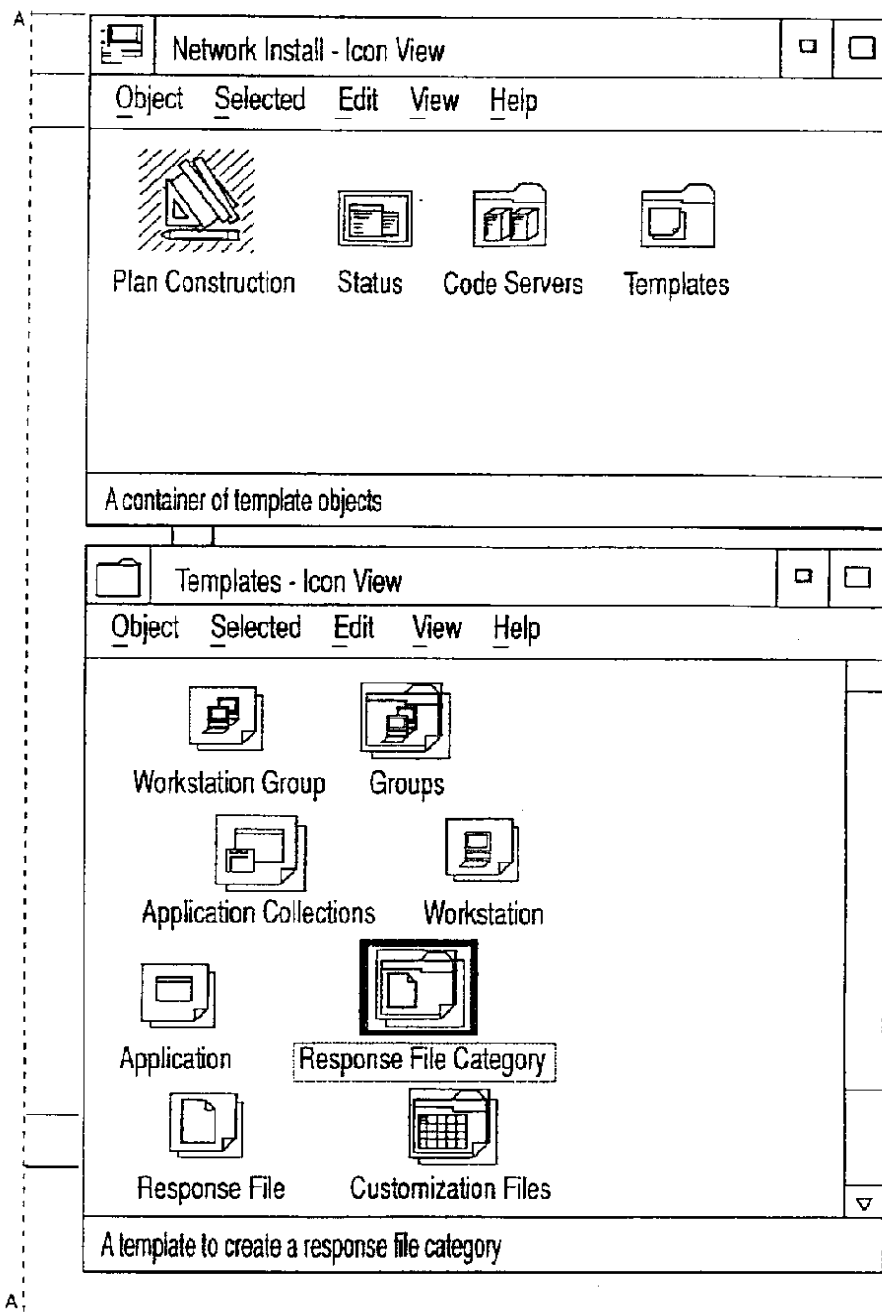 A
Network Install - Icon View
Object Selected Edit View Help
Plan Construction Status Code Servers Templates
A container of template objects
Templates - Icon View
Object Selected Edit View Help
Workstation Group Groups
Application Collections Workstation
Application Response File Category
Response File Customization Files
A template to create a response file category
A